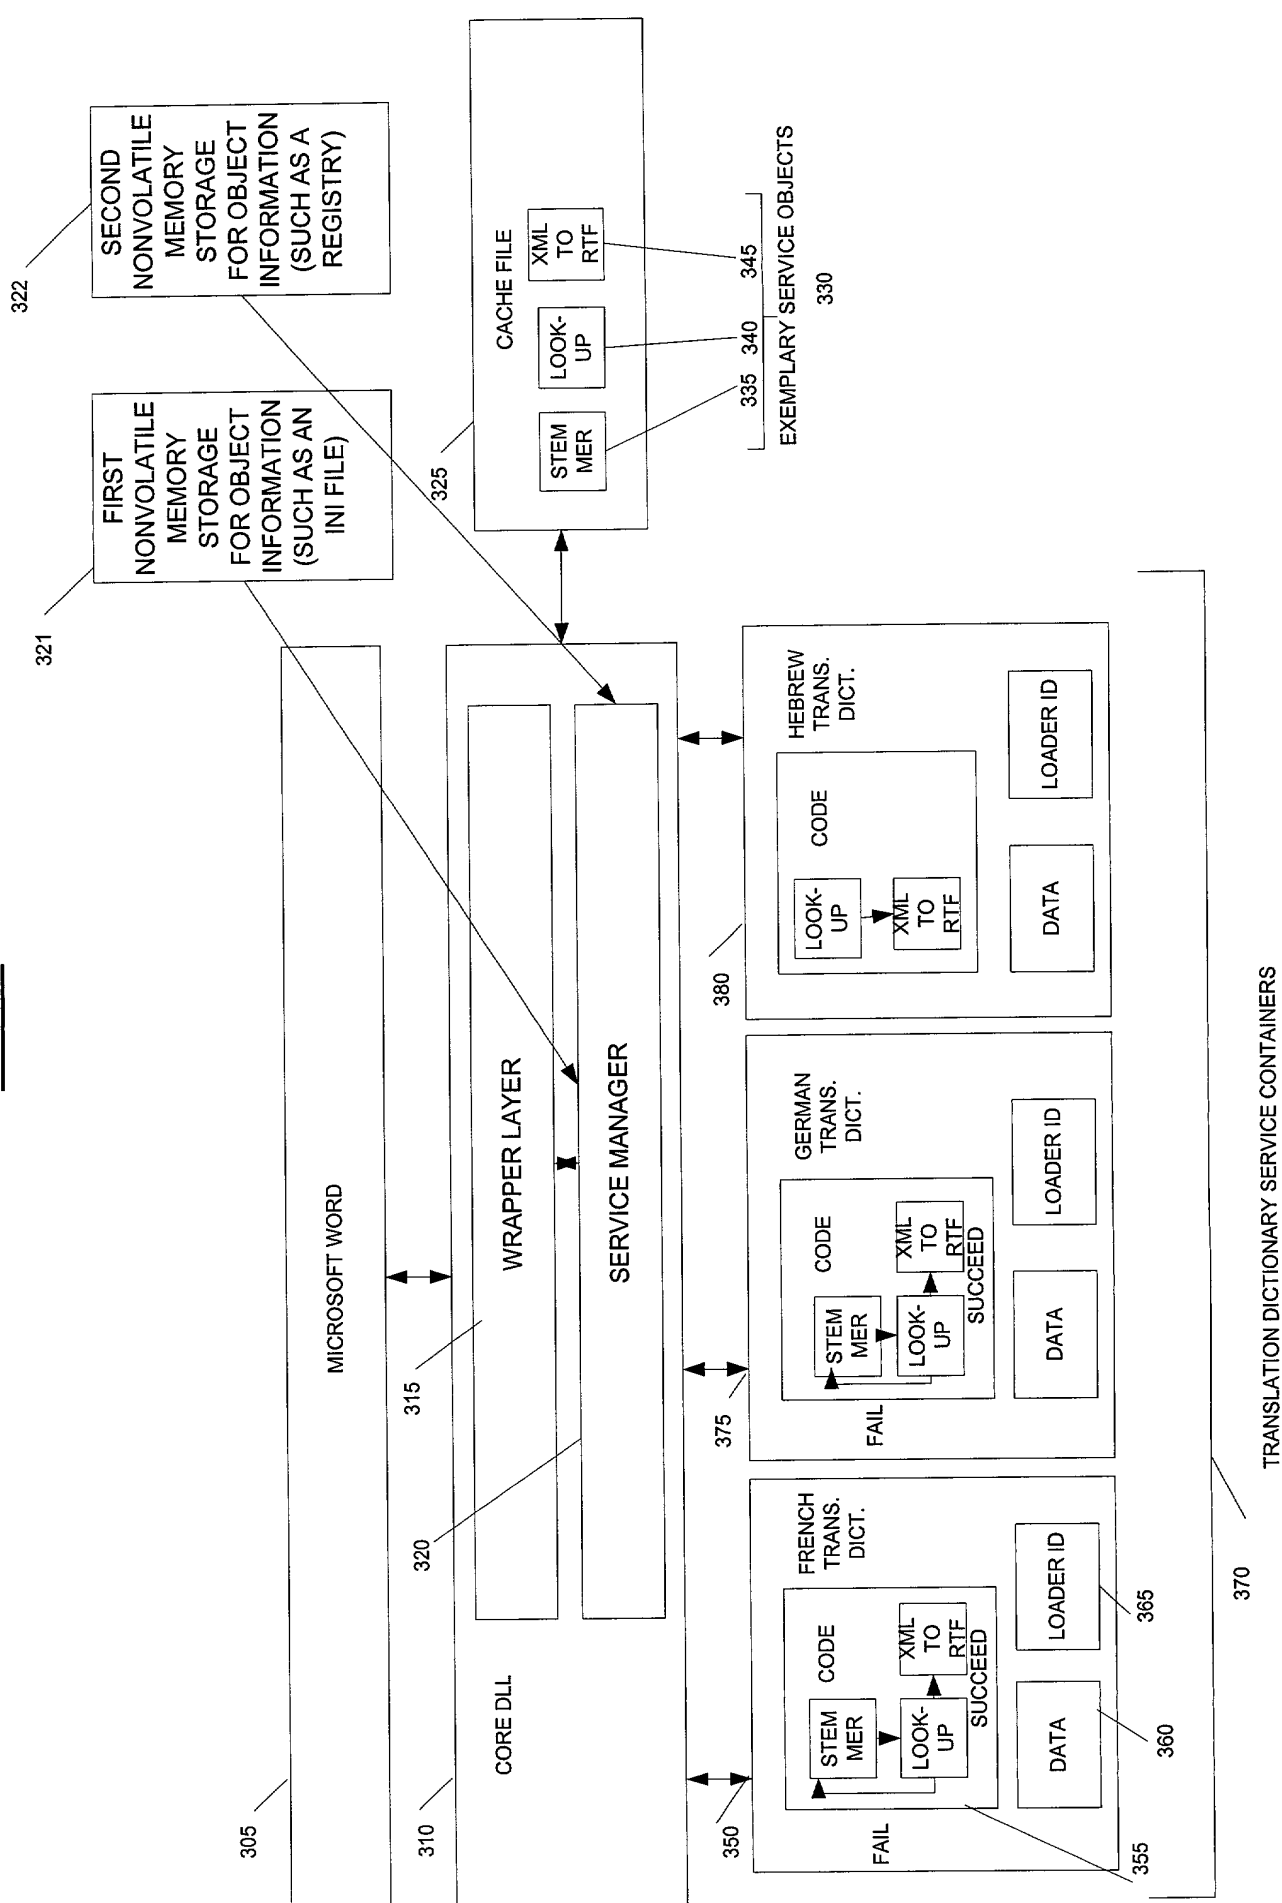 305
MICROSOFT WORD
310
CORE DLL
315
WRAPPER LAYER
320
SERVICE MANAGER
321
FIRST
NONVOLATILE
MEMORY
STORAGE
FOR OBJECT
INFORMATION
(SUCH AS AN
INI FILE)
322
SECOND
NONVOLATILE
MEMORY
STORAGE
FOR OBJECT
INFORMATION
(SUCH AS A
REGISTRY)
325
CACHE FILE
STEM
MER
LOOK-
UP
XML
TO
RTF
335
340
345
EXEMPLARY SERVICE OBJECTS
330
350
FRENCH
TRANS.
DICT.
CODE
STEM
MER
LOOK-
UP
XML
TO
RTF
SUCCEED
FAIL
355
DATA
360
LOADER ID
365
375
GERMAN
TRANS.
DICT.
CODE
STEM
MER
LOOK-
UP
XML
TO
RTF
SUCCEED
FAIL
DATA
LOADER ID
380
HEBREW
TRANS.
DICT.
CODE
LOOK-
UP
XML
TO
RTF
DATA
LOADER ID
370
TRANSLATION DICTIONARY SERVICE CONTAINERS